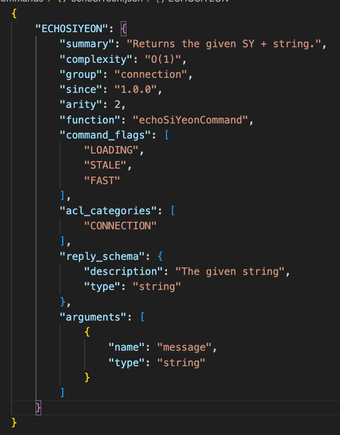 {
    "ECHOSIYEON": {
        "summary": "Returns the given SY + string.",
        "complexity": "O(1)",
        "group": "connection",
        "since": "1.0.0",
        "arity": 2,
        "function": "echoSiYeonCommand",
        "command_flags": [
            "LOADING",
            "STALE",
            "FAST"
        ],
        "acl_categories": [
            "CONNECTION"
        ],
        "reply_schema": {
            "description": "The given string",
            "type": "string"
        },
        "arguments": [
            {
                "name": "message",
                "type": "string"
            }
        ]
    }
}